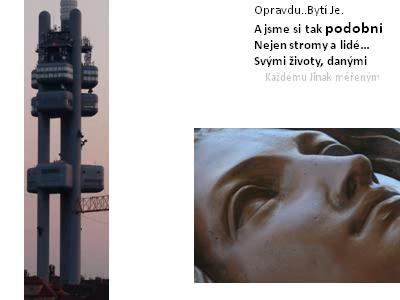 Opravdu..Bytí Je.
A jsme si tak podobni
Nejen stromy a lidé...
Svými životy, danými
Každému Jinak měřeným